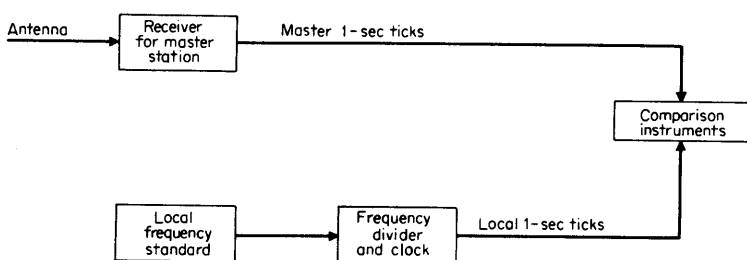 Antenna
Receiver
for master
station
Master 1-sec ticks
Comparison
instruments
Local
frequency
standard
Frequency
divider
and clock
Local 1-sec ticks